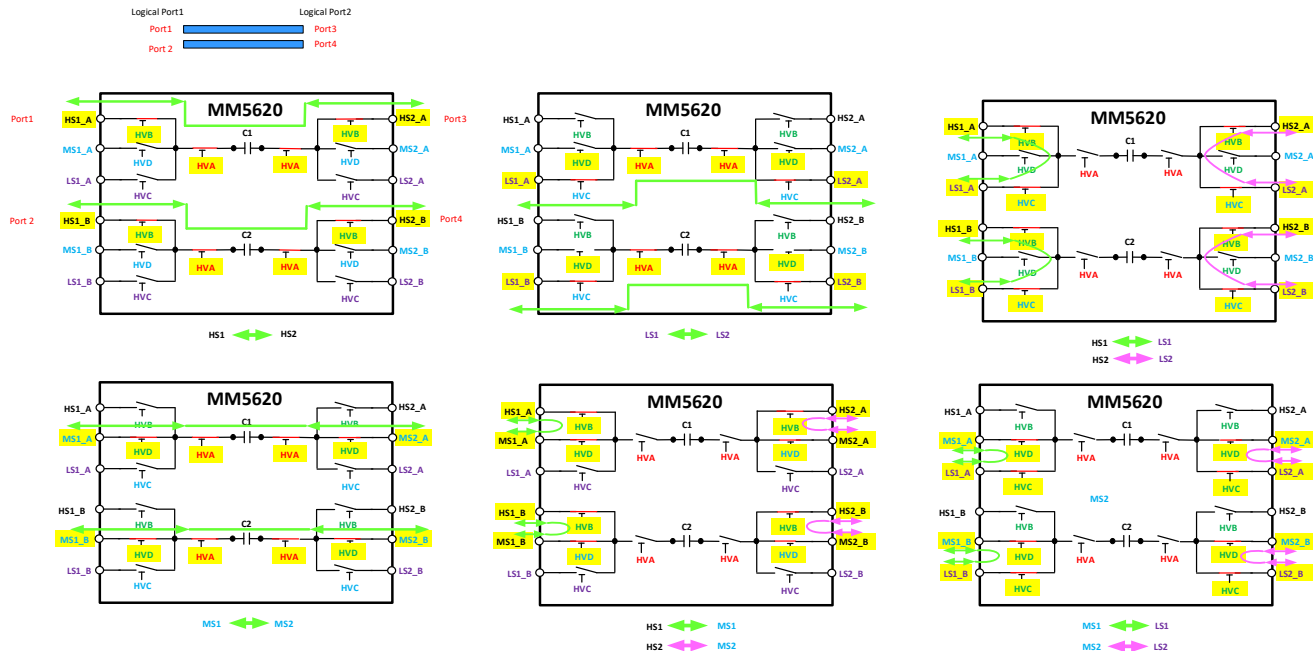 Logical Port1 Logical Port2
Port1 Port3
Port 2 Port4
MM5620
Port1 HS1_A HVB C1 HVB HS2_A Port3
MS1_A HVD HVA HVA HVD MS2_A
LS1_A HVC HVC LS2_A
Port 2 HS1_B HVB C2 HVB HS2_B Port4
MS1_B HVD HVA HVA HVD MS2_B
LS1_B HVC HVC LS2_B
HS1 HS2
MM5620
HS1_A HVB C1 HVB HS2_A
MS1_A HVD HVA HVA HVD MS2_A
LS1_A HVC HVC LS2_A
HS1_B HVB C2 HVB HS2_B
MS1_B HVD HVA HVA HVD MS2_B
LS1_B HVC HVC LS2_B
LS1 LS2
MM5620
HS1_A HVB C1 HVB HS2_A
MS1_A HVD HVA HVA HVD MS2_A
LS1_A HVC HVC LS2_A
HS1_B HVB C2 HVB HS2_B
MS1_B HVD HVA HVA HVD MS2_B
LS1_B HVC HVC LS2_B
HS1 LS1
HS2 LS2
MM5620
HS1_A HVB C1 HVB HS2_A
MS1_A HVD HVA HVA HVD MS2_A
LS1_A HVC HVC LS2_A
HS1_B HVB C2 HVB HS2_B
MS1_B HVD HVA HVA HVD MS2_B
LS1_B HVC HVC LS2_B
MS1 MS2
MM5620
HS1_A HVB C1 HVB HS2_A
MS1_A HVD HVA HVA HVD MS2_A
LS1_A HVC HVC LS2_A
HS1_B HVB C2 HVB HS2_B
MS1_B HVD HVA HVA HVD MS2_B
LS1_B HVC HVC LS2_B
HS1 MS1
HS2 MS2
MM5620
HS1_A HVB C1 HVB HS2_A
MS1_A HVD HVA HVA HVD MS2_A
LS1_A HVC HVC LS2_A
MS2
HS1_B HVB C2 HVB HS2_B
MS1_B HVD HVA HVA HVD MS2_B
LS1_B HVC HVC LS2_B
MS1 LS1
MS2 LS2